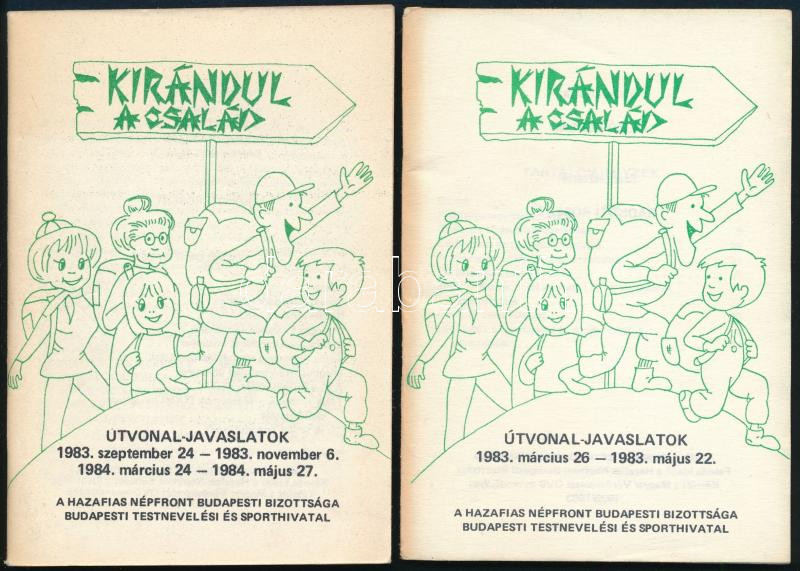 KIRÁNDUL
A CSALÁD
ÚTVONAL-JAVASLATOK
1983. szeptember 24 — 1983. november 6.
1984. március 24 — 1984. május 27.
A HAZAFIAS NÉPFRONT BUDAPESTI BIZOTTSÁGA
BUDAPESTI TESTNEVELÉSI ÉS SPORTHIVATAL
KIRÁNDUL
A CSALÁD
ÚTVONAL-JAVASLATOK
1983. március 26 — 1983. május 22.
A HAZAFIAS NÉPFRONT BUDAPESTI BIZOTTSÁGA
BUDAPESTI TESTNEVELÉSI ÉS SPORTHIVATAL